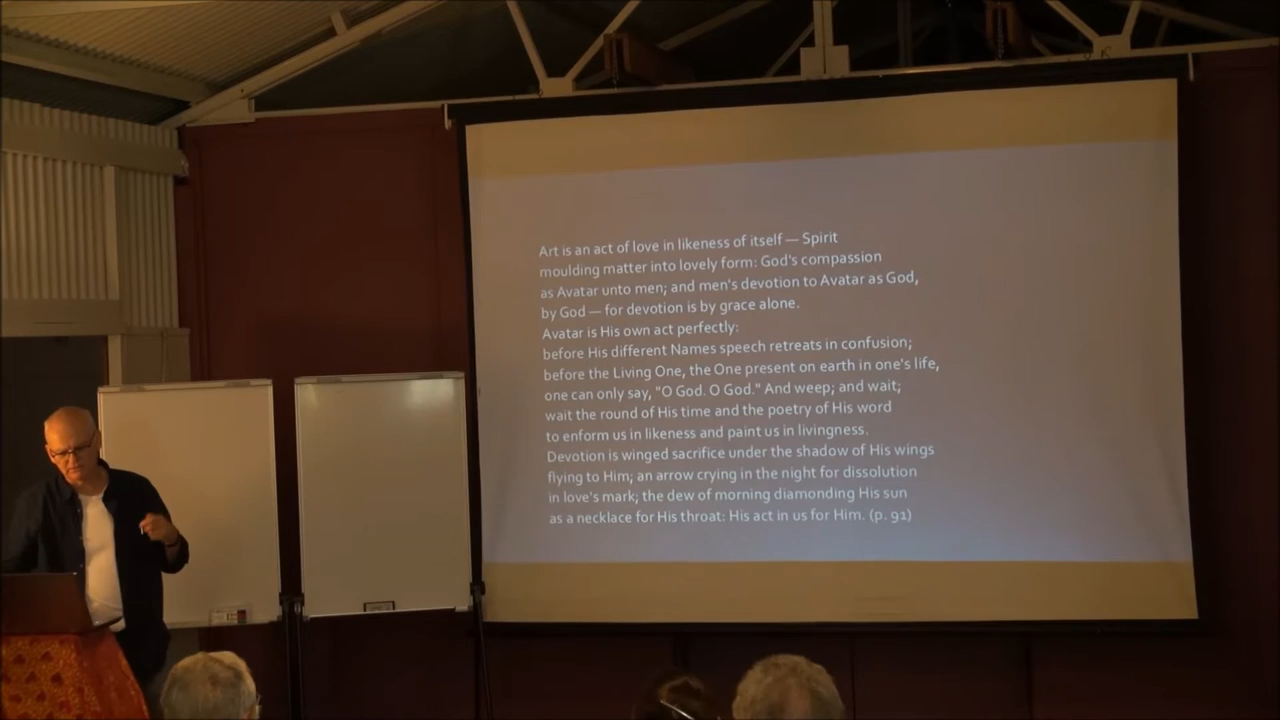 Art is an act of love in likeness of itself — Spirit
moulding matter into lovely form: God's compassion
as Avatar unto men; and men's devotion to Avatar as God,
by God — for devotion is by grace alone.
Avatar is His own act perfectly:
before His different Names speech retreats in confusion;
before the Living One, the One present on earth in one's life,
one can only say, "O God. O God." And weep; and wait;
wait the round of His time and the poetry of His word
to enform us in likeness and paint us in livingness.
Devotion is winged sacrifice under the shadow of His wings
flying to Him; an arrow crying in the night for dissolution
in love's mark; the dew of morning diamonding His sun
as a necklace for His throat: His act in us for Him. (p. 91)